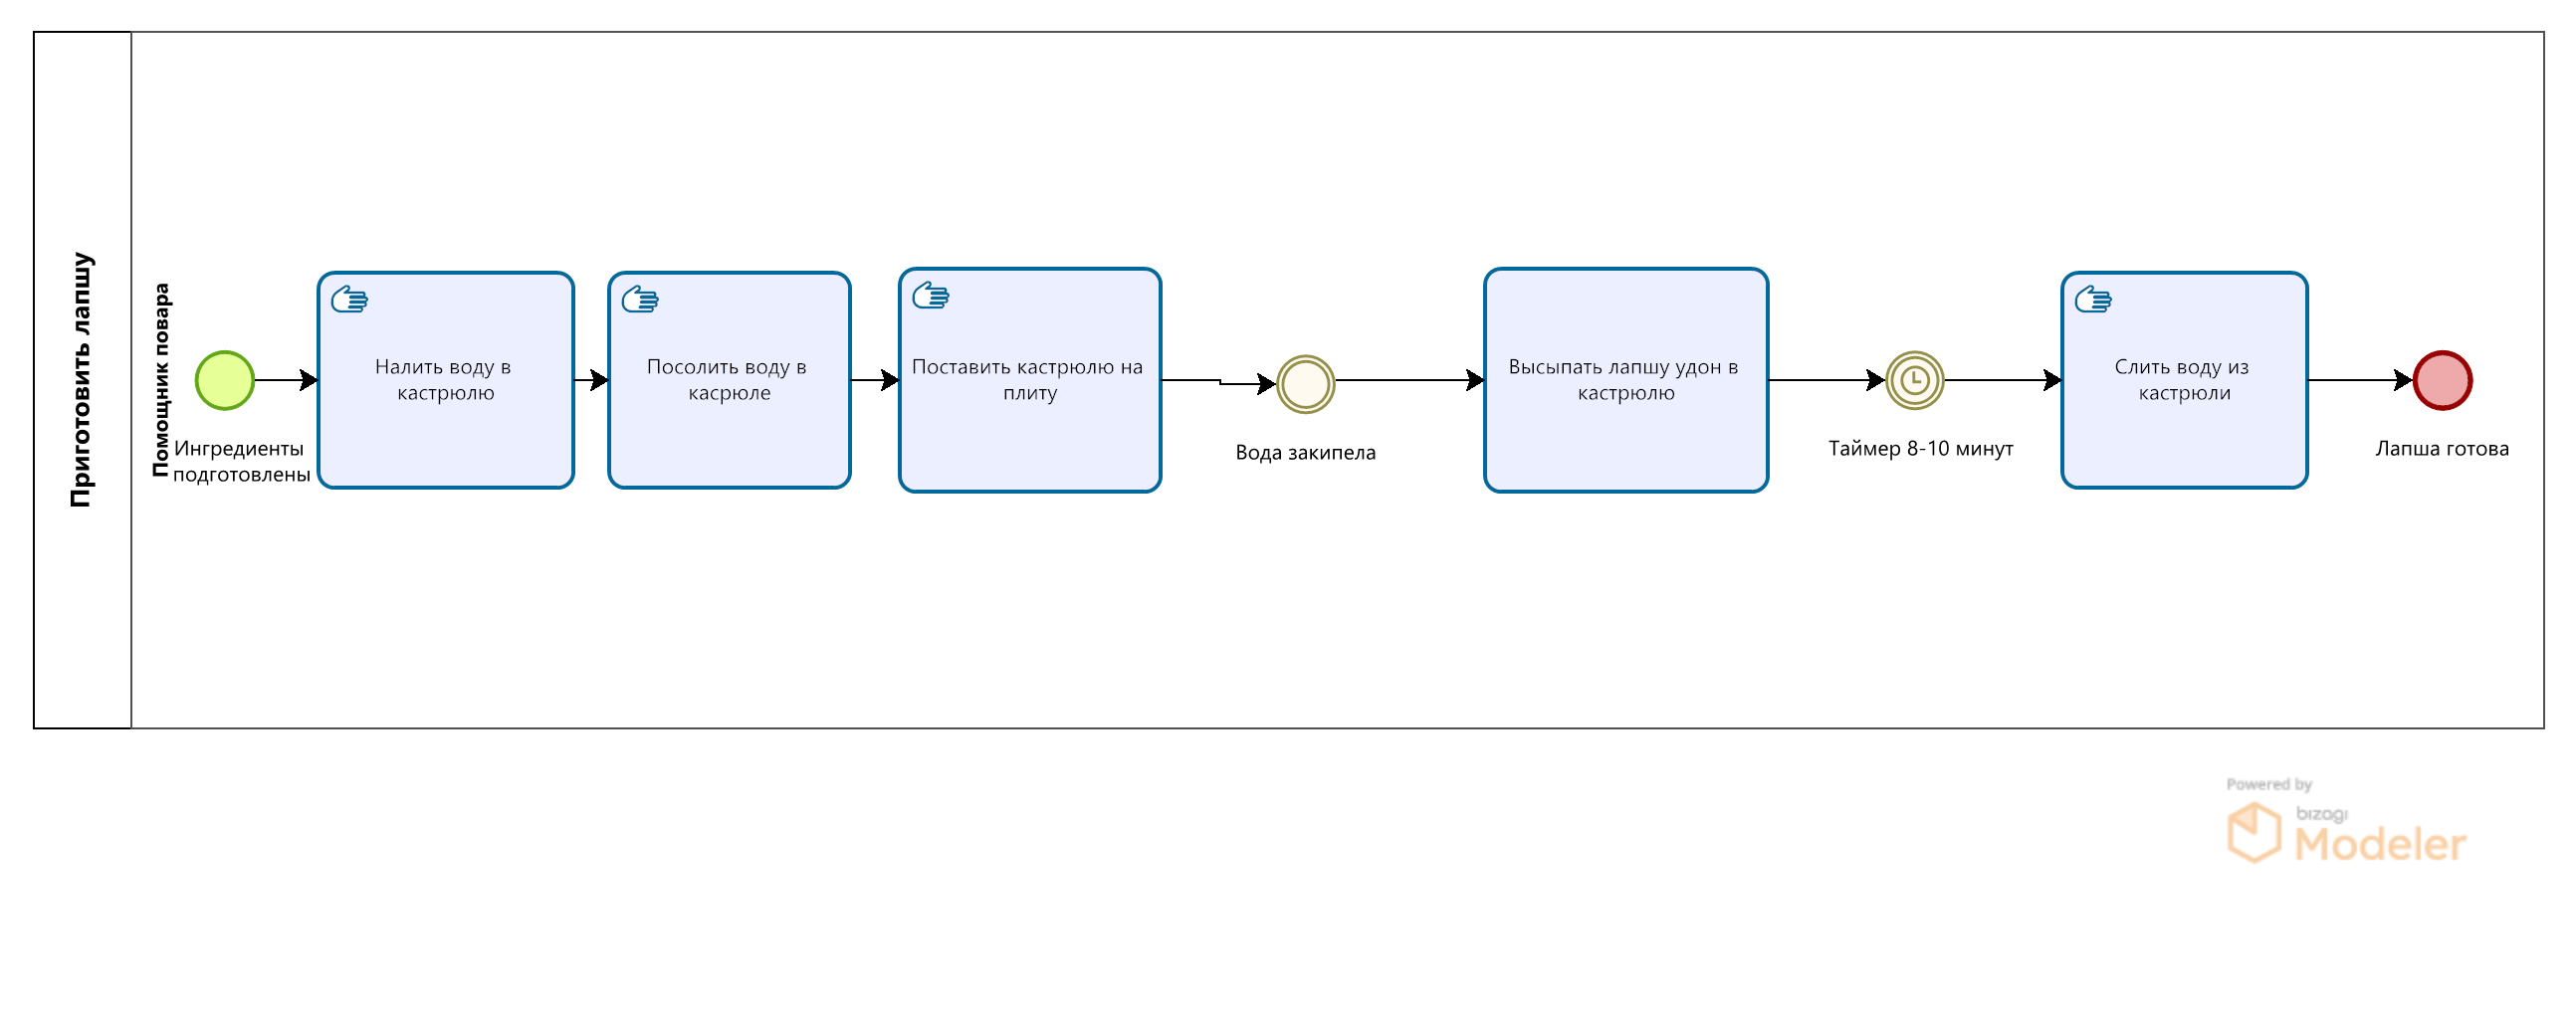 Приготовить лапшу
Помощник повара
Ингредиенты
подготовлены
Налить воду в
кастрюлю
Посолить воду в
касрюле
Поставить кастрюлю на
плиту
Вода закипела
Высыпать лапшу удон в
кастрюлю
Таймер 8-10 минут
Слить воду из
кастрюли
Лапша готова
Powered by
bizagi
Modeler